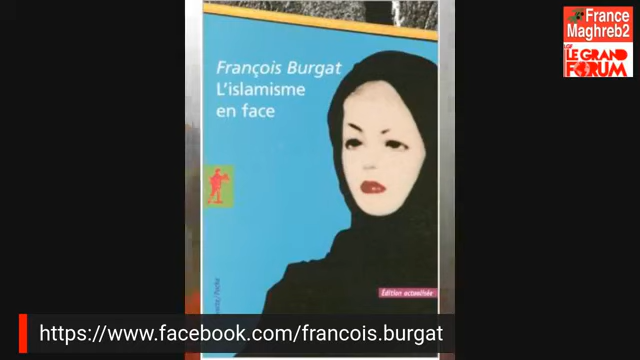 France
Maghreb2
LE GRAND
FORUM
François Burgat
L'islamisme
en face
Édition actualisée
https://www.facebook.com/francois.burgat